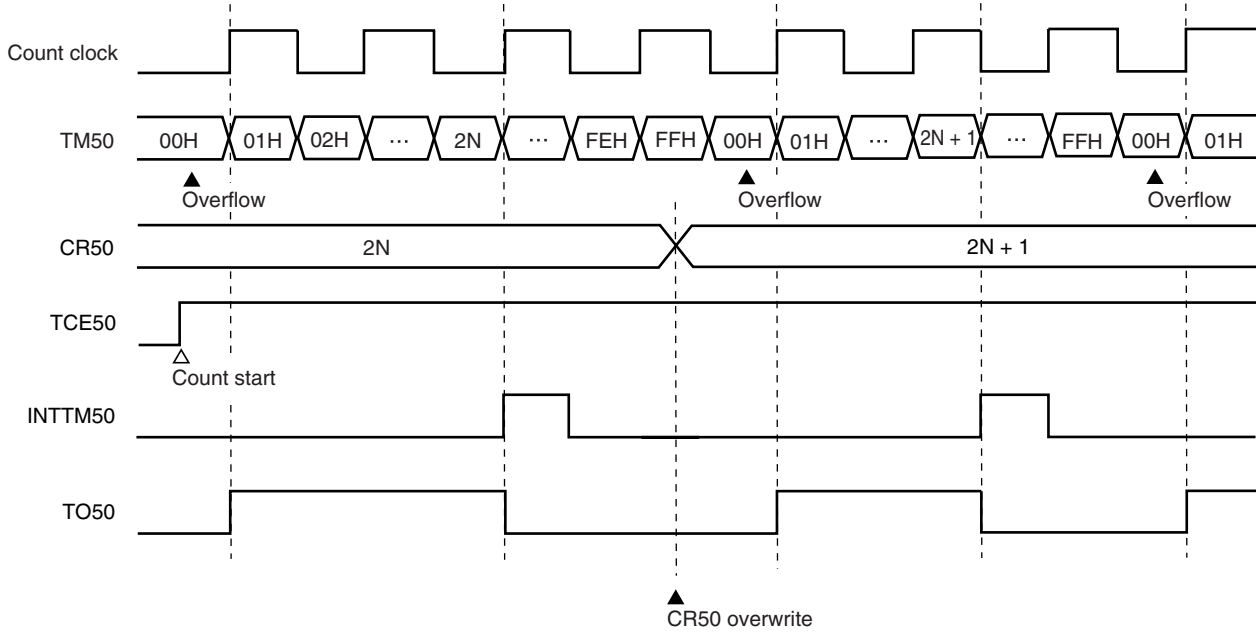 Count clock
TM50 00H 01H 02H ... 2N ... FEH FFH 00H 01H ... 2N + 1 ... FFH 00H 01H
Overflow Overflow Overflow
CR50 2N 2N + 1
TCE50
Count start
INTTM50
TO50
CR50 overwrite